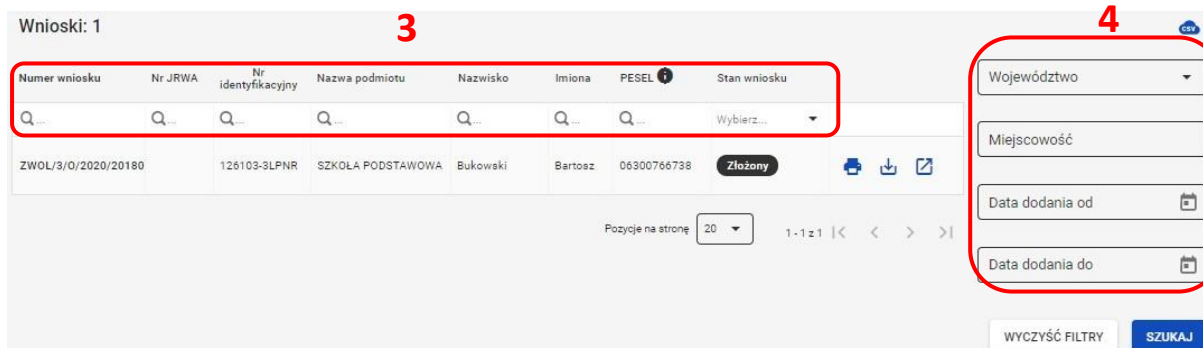 Wnioski: 1
3
4
CSV
Numer wniosku Nr JRWA Nr identyfikacyjny Nazwa podmiotu Nazwisko Imiona PESEL i Stan wniosku
... ... ... ... ... ... ... Wybierz...
ZWOL/3/O/2020/20180 126103-3LPNR SZKOŁA PODSTAWOWA Bukowski Bartosz 06300766738 Złożony
Pozycje na stronę 20 1-1 z 1
Województwo
Miejscowość
Data dodania od
Data dodania do
WYCZYŚĆ FILTRY SZUKAJ